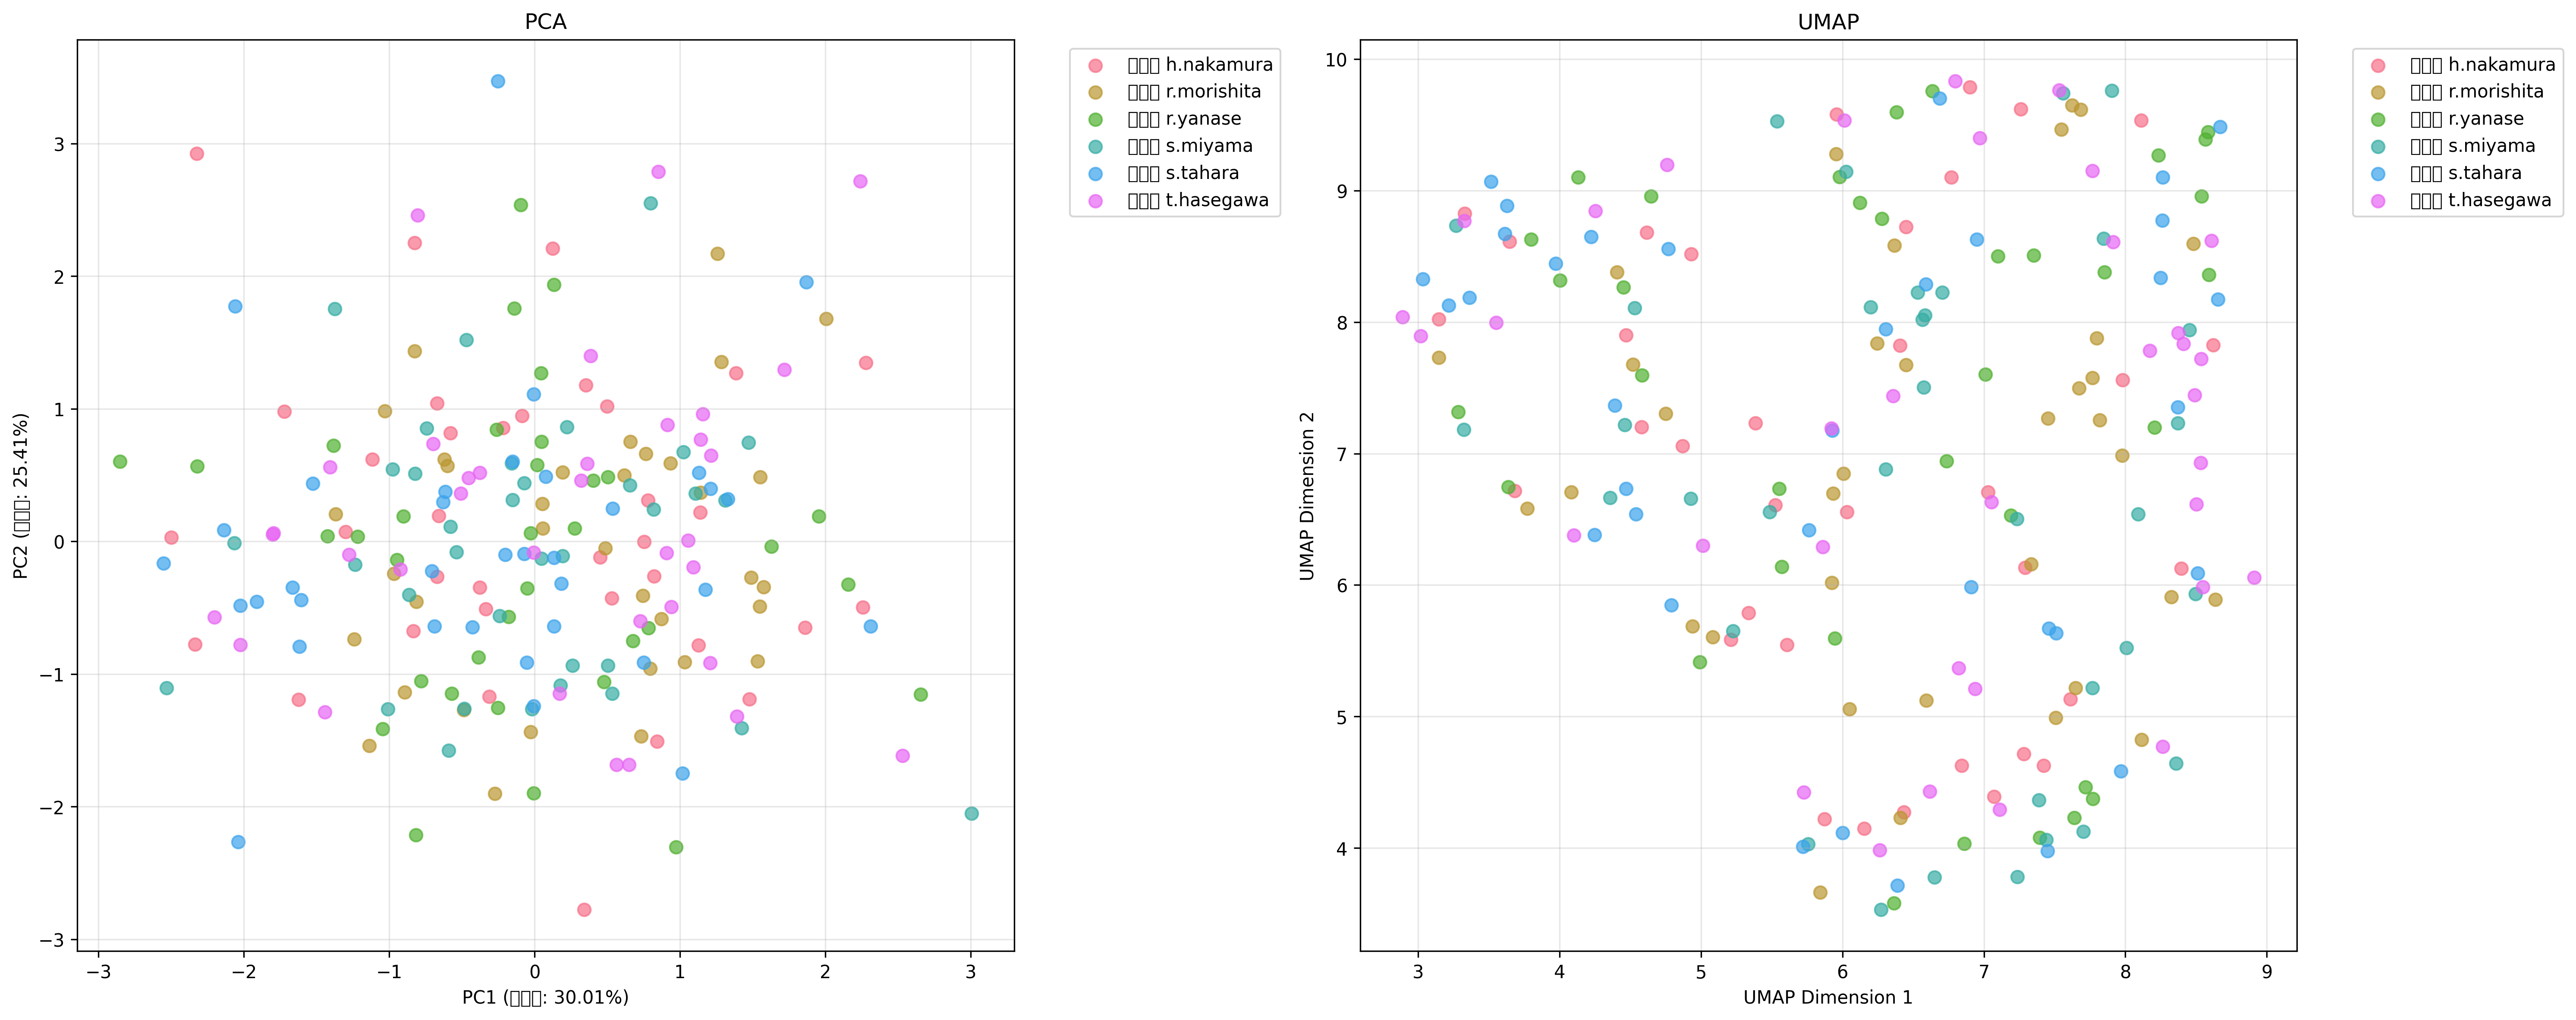 PCA
3
2
1
0
−1
−2
−3
PC2 (□□□: 25.41%)
−3
−2
−1
0
1
2
3
PC1 (□□□: 30.01%)
□□□ h.nakamura
□□□ r.morishita
□□□ r.yanase
□□□ s.miyama
□□□ s.tahara
□□□ t.hasegawa
UMAP
10
9
8
7
6
5
4
UMAP Dimension 2
3
4
5
6
7
8
9
UMAP Dimension 1
□□□ h.nakamura
□□□ r.morishita
□□□ r.yanase
□□□ s.miyama
□□□ s.tahara
□□□ t.hasegawa